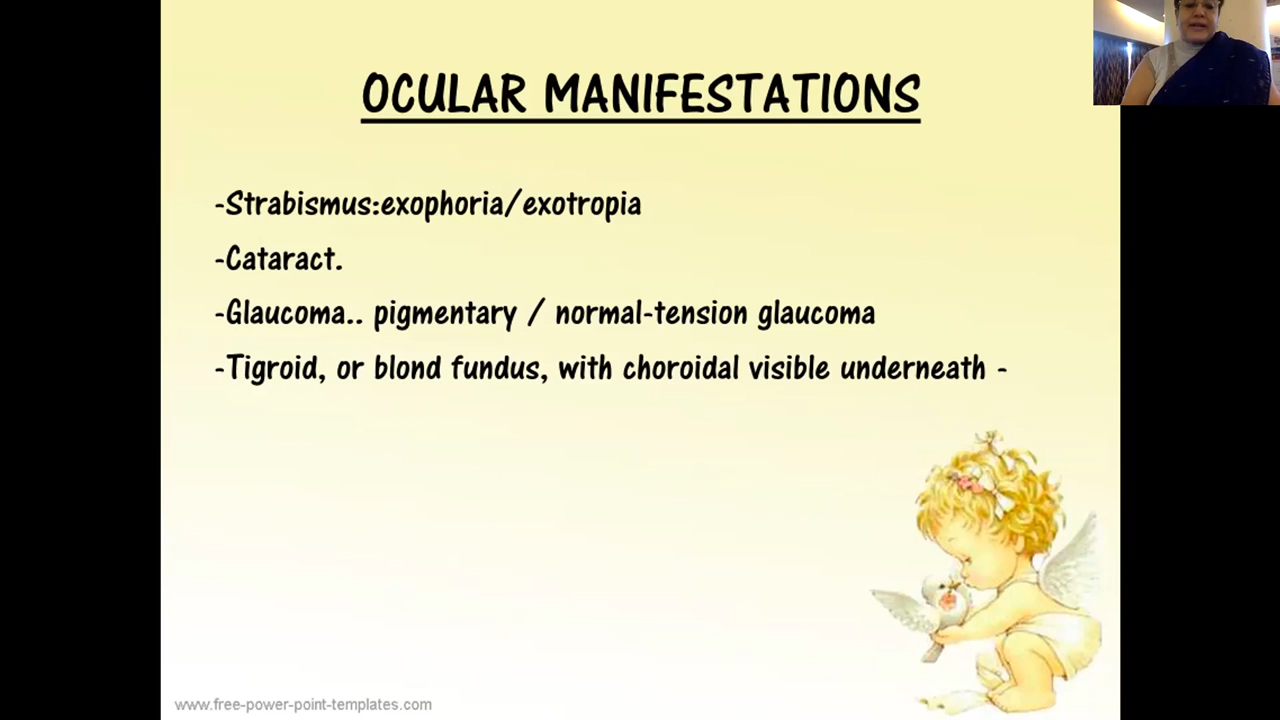 OCULAR MANIFESTATIONS
-Strabismus:exophoria/exotropia
-Cataract.
-Glaucoma.. pigmentary / normal-tension glaucoma
-Tigroid, or blond fundus, with choroidal visible underneath -
www.free-power-point-templates.com